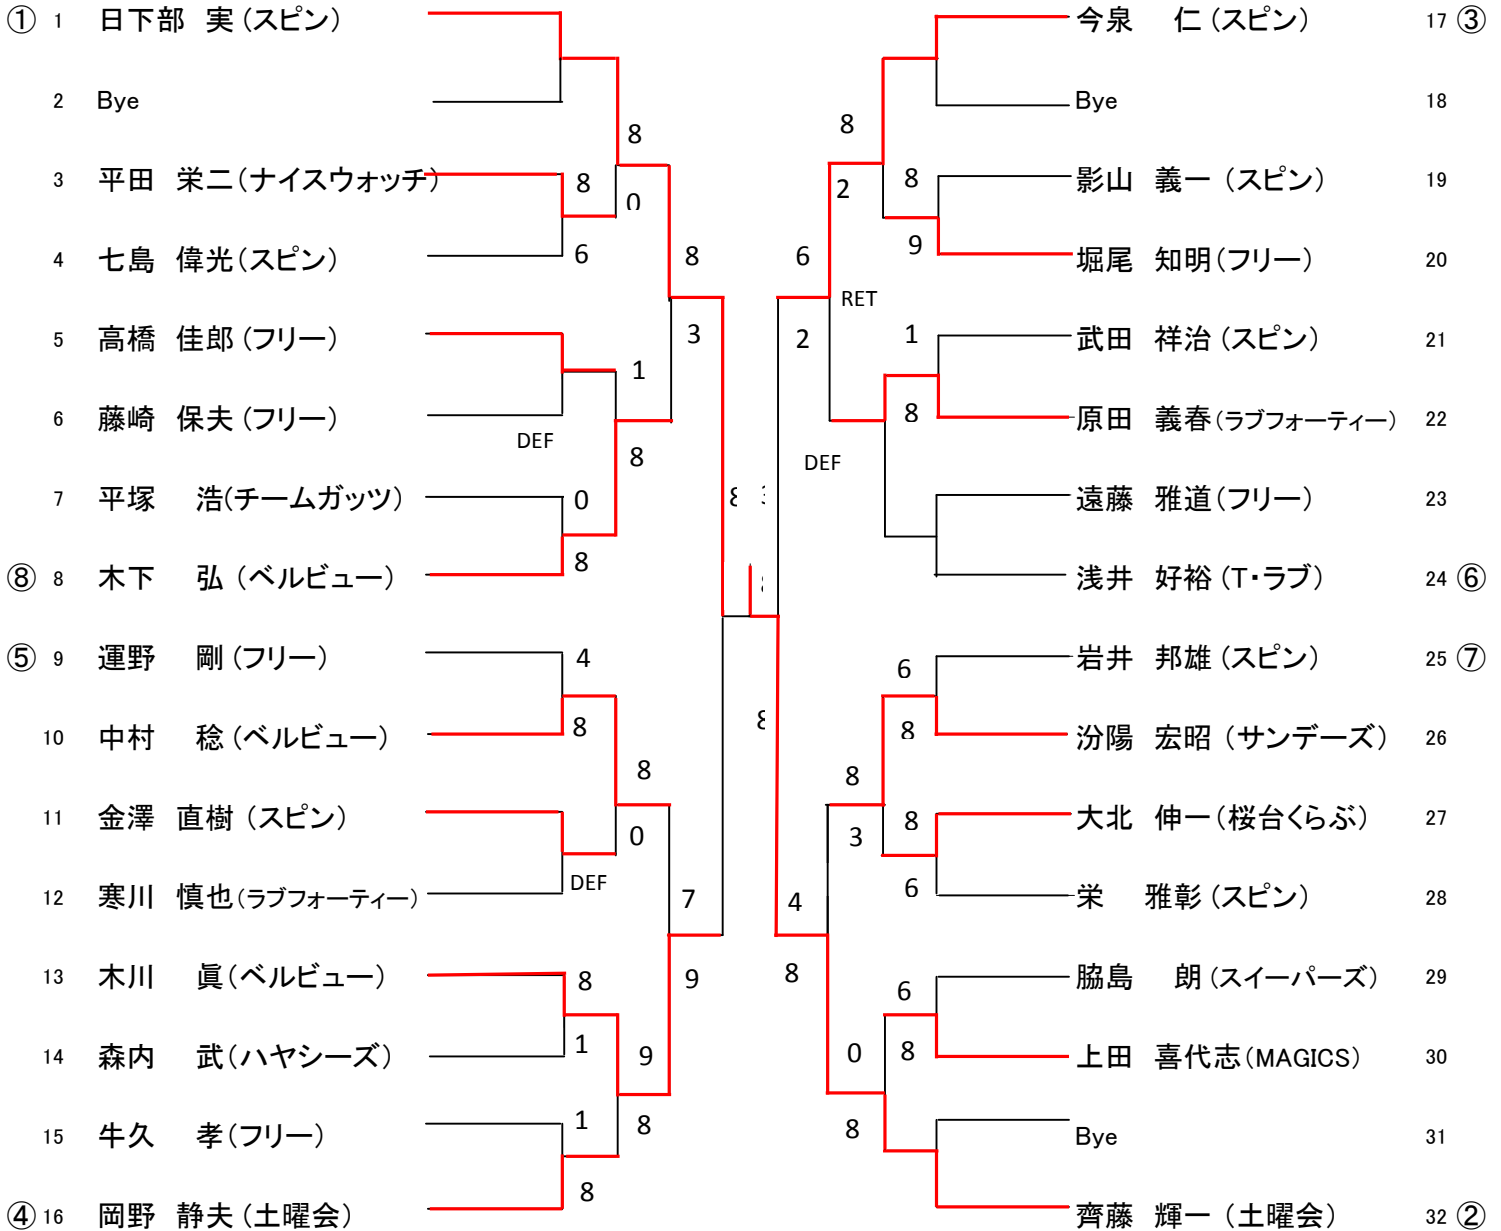 ① 1 日下部 実(スピン)
2 Bye
8
3 平田 栄二(ナイスウォッチ)
8
0
4 七島 偉光(スピン)
6
8
5 高橋 佳郎(フリー)
3
1
6 藤崎 保夫(フリー)
DEF
8
7 平塚 浩(チームガッツ)
0
8
⑧ 8 木下 弘(ベルビュー)
8
⑤ 9 運野 剛(フリー)
4
10 中村 稔(ベルビュー)
8
8
11 金澤 直樹(スピン)
0
DEF
12 寒川 慎也(ラブフォーティー)
7
13 木川 眞(ベルビュー)
8
9
14 森内 武(ハヤシーズ)
1
9
15 牛久 孝(フリー)
1
8
8
④ 16 岡野 静夫(土曜会)
8
今泉 仁(スピン) 17 ③
Bye 18
8
影山 義一(スピン) 19
8
2
堀尾 知明(フリー) 20
9
6
RET
武田 祥治(スピン) 21
1
2
原田 義春(ラブフォーティー) 22
8
DEF
遠藤 雅道(フリー) 23
浅井 好裕(T・ラブ) 24 ⑥
岩井 邦雄(スピン) 25 ⑦
6
汾陽 宏昭(サンデーズ) 26
8
8
大北 伸一(桜台くらぶ) 27
8
3
栄 雅彰(スピン) 28
6
4
脇島 朗(スイーパーズ) 29
6
8
上田 喜代志(MAGICS) 30
8
0
Bye 31
8
齊藤 輝一(土曜会) 32 ②